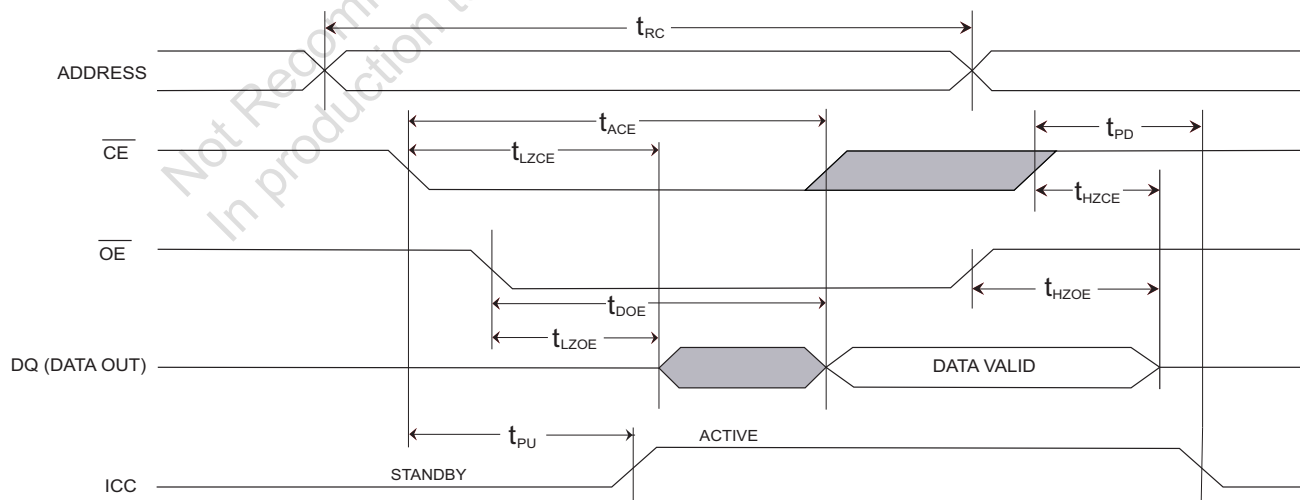 Not Recom
In production t
tRC
ADDRESS
tACE
tPD
CE
tLZCE
tHZCE
OE
tHZOE
tDOE
tLZOE
DQ (DATA OUT)
DATA VALID
tPU
ACTIVE
STANDBY
ICC